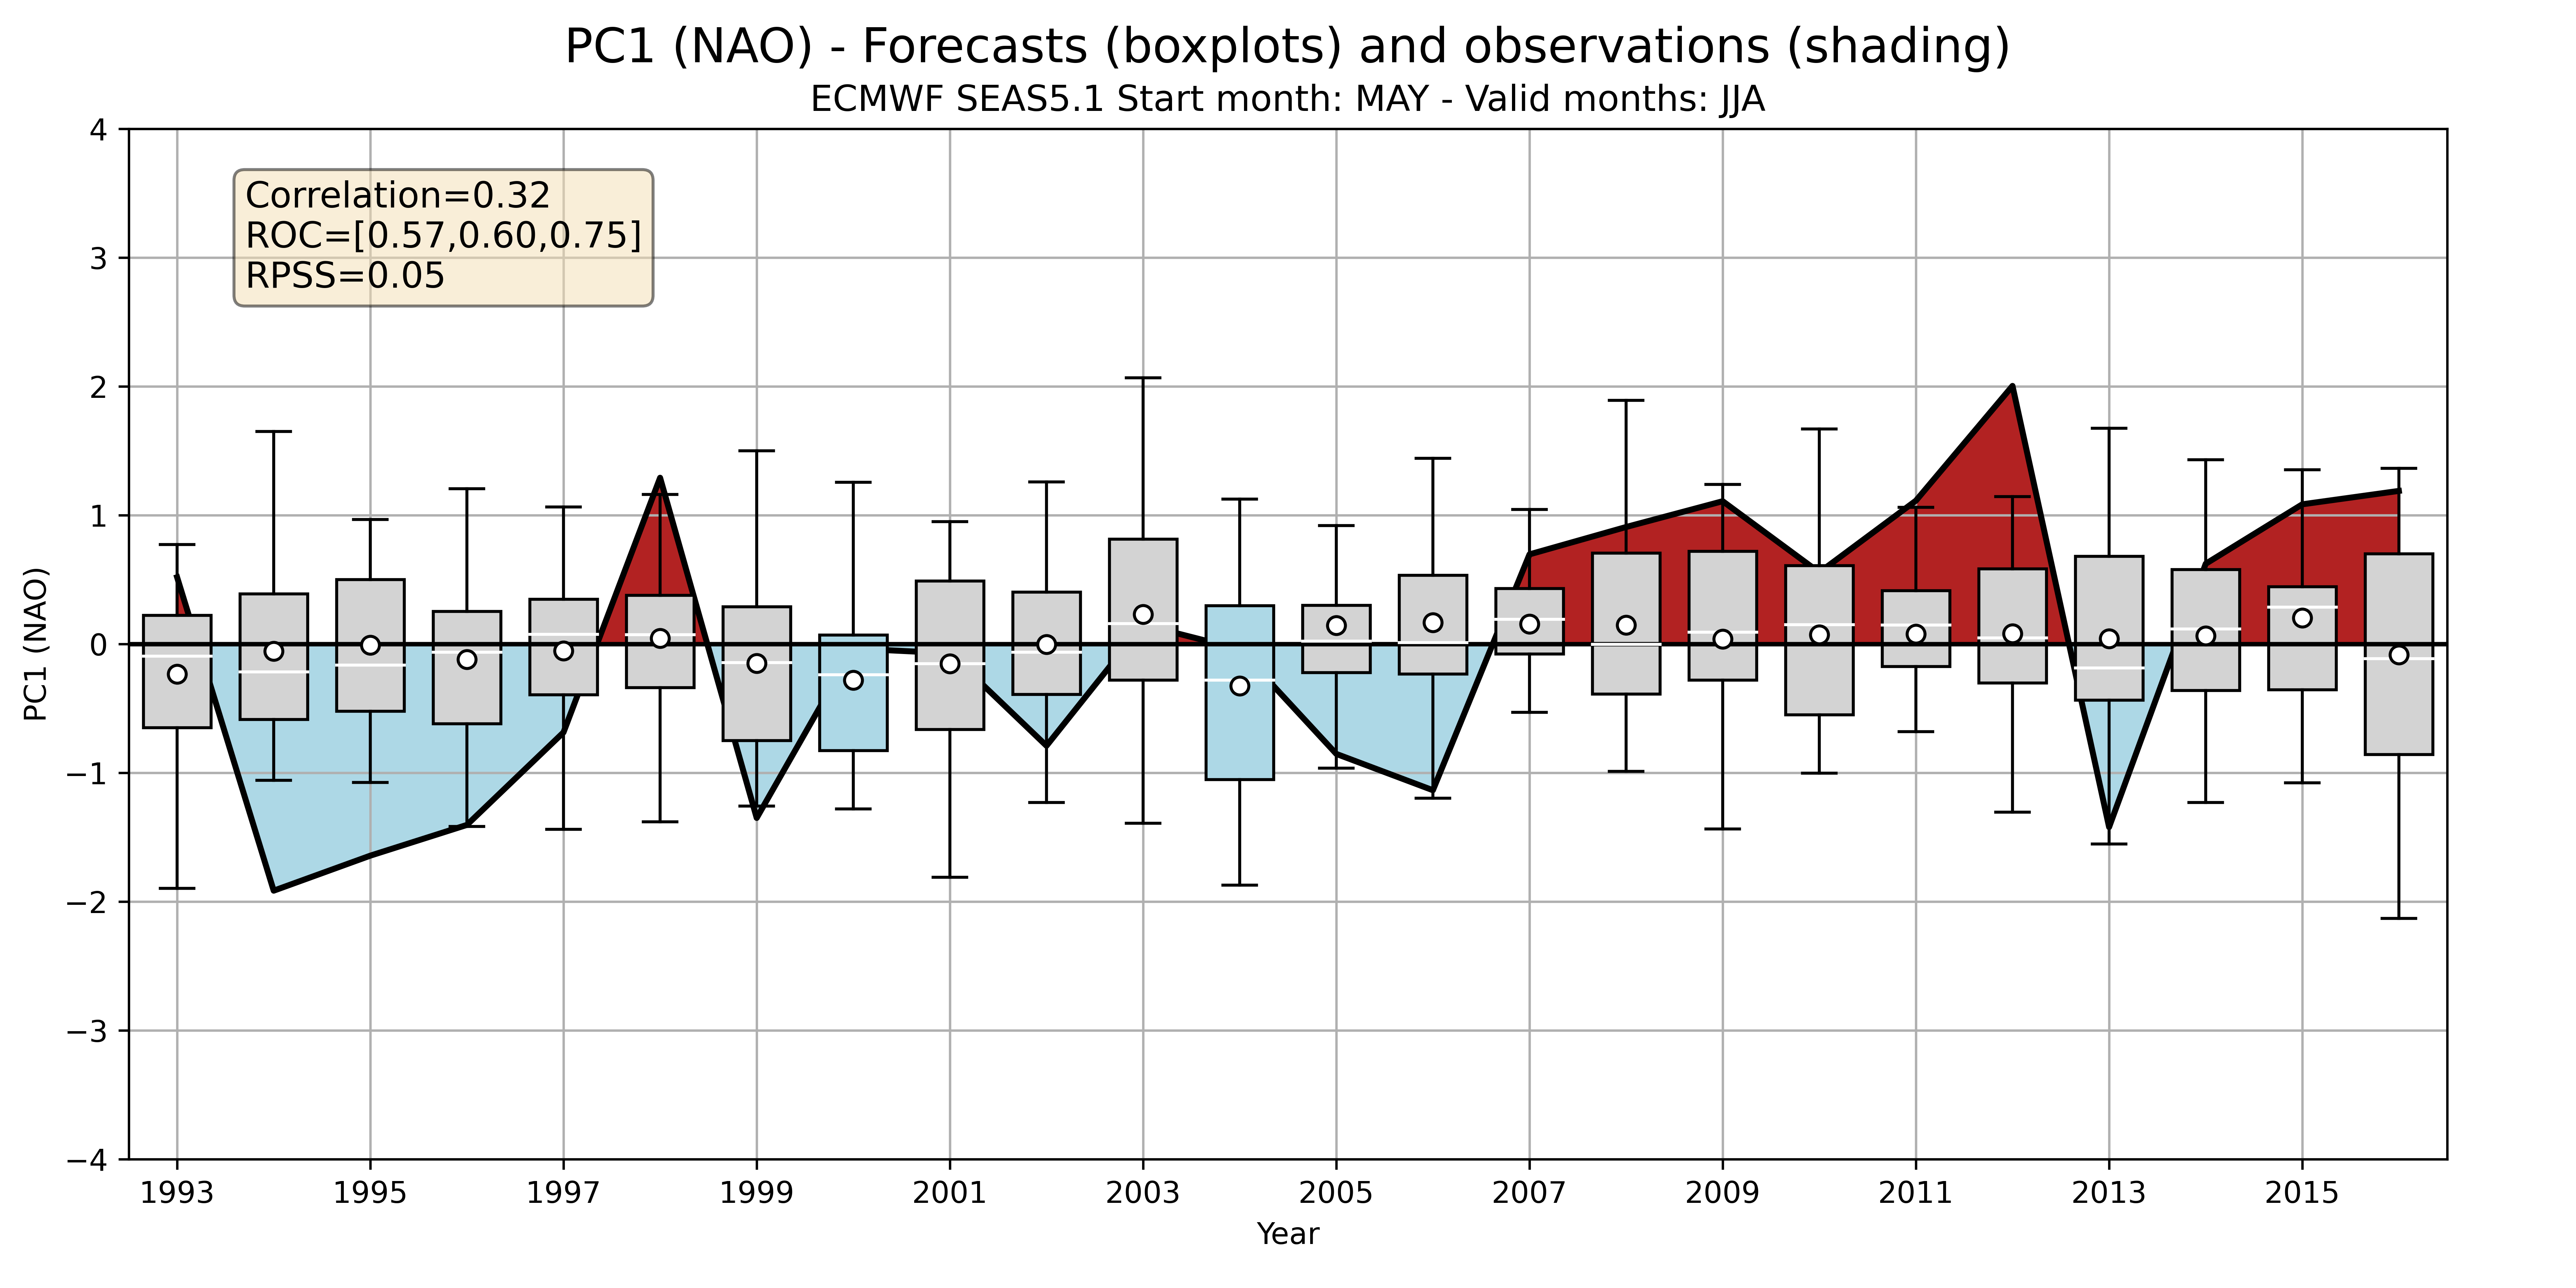 PC1 (NAO) - Forecasts (boxplots) and observations (shading)
ECMWF SEAS5.1 Start month: MAY - Valid months: JJA
Correlation=0.32
ROC=[0.57,0.60,0.75]
RPSS=0.05
PC1 (NAO)
4
3
2
1
0
−1
−2
−3
−4
1993 1995 1997 1999 2001 2003 2005 2007 2009 2011 2013 2015
Year